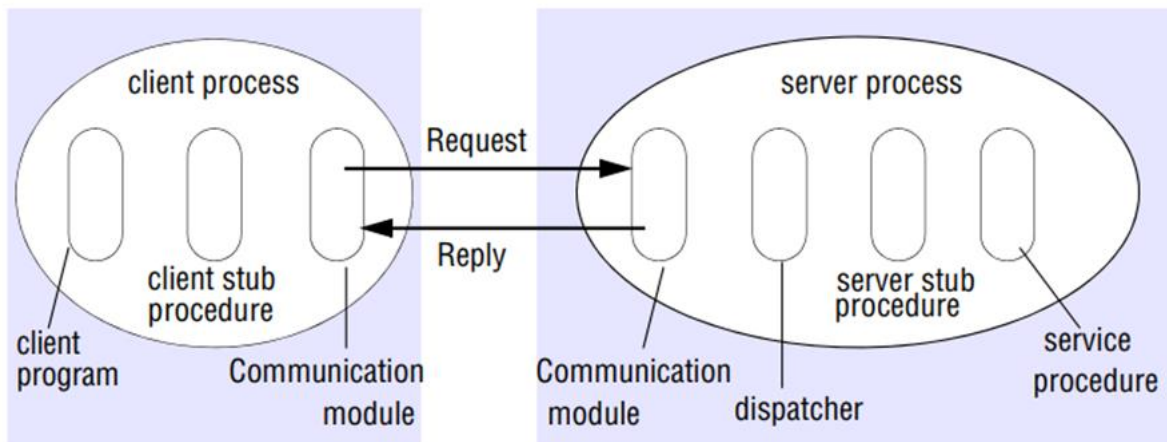 client process
server process
Request
Reply
client stub
procedure
server stub
procedure
client
program
Communication
module
Communication
module
dispatcher
service
procedure